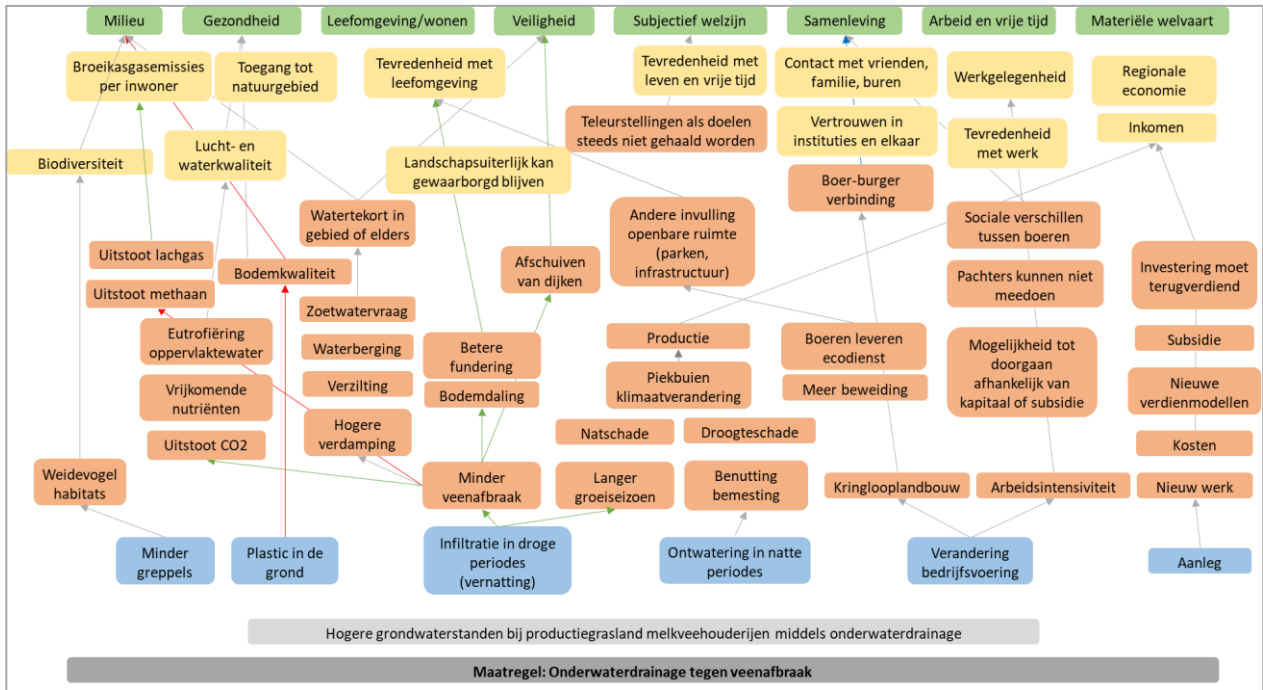 Milieu
Gezondheid
Leefomgeving/wonen
Veiligheid
Subjectief welzijn
Samenleving
Arbeid en vrije tijd
Materiële welvaart
Broeikasgasemissies
per inwoner
Toegang tot
natuurgebied
Tevredenheid met
leefomgeving
Tevredenheid met
leven en vrije tijd
Contact met vrienden,
familie, buren
Werkgelegenheid
Regionale
economie
Teleurstellingen als doelen
steeds niet gehaald worden
Vertrouwen in
instituties en elkaar
Inkomen
Lucht- en
waterkwaliteit
Tevredenheid
met werk
Biodiversiteit
Landschapsuiterlijk kan
gewaarborgd blijven
Boer-burger
verbinding
Watertekort in
gebied of elders
Andere invulling
openbare ruimte
(parken,
infrastructuur)
Sociale verschillen
tussen boeren
Uitstoot lachgas
Afschuiven
van dijken
Bodemkwaliteit
Pachters kunnen niet
meedoen
Investering moet
terugverdiend
Uitstoot methaan
Zoetwatervraag
Eutrofiëring
oppervlaktewater
Waterberging
Betere
fundering
Productie
Boeren leveren
ecodienst
Mogelijkheid tot
doorgaan
afhankelijk van
kapitaal of subsidie
Subsidie
Vrijkomende
nutriënten
Verzilting
Bodemdaling
Piekbuien
klimaatverandering
Meer beweiding
Nieuwe
verdienmodellen
Uitstoot CO2
Hogere
verdamping
Natschade
Droogteschade
Kosten
Weidevogel
habitats
Minder
veenafbraak
Langer
groeiseizoen
Benutting
bemesting
Kringlooplandbouw
Arbeidsintensiviteit
Nieuw werk
Minder
greppels
Plastic in de
grond
Infiltratie in droge
periodes
(vernatting)
Ontwatering in natte
periodes
Verandering
bedrijfsvoering
Aanleg
Hogere grondwaterstanden bij productiegrasland melkveehouderijen middels onderwaterdrainage
Maatregel: Onderwaterdrainage tegen veenafbraak